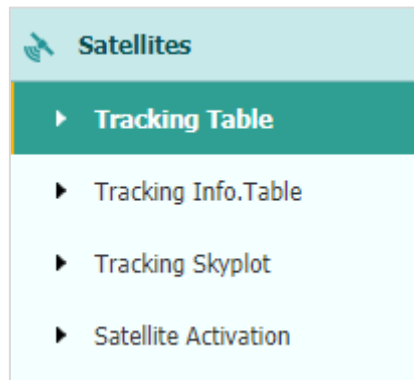 Satellites
Tracking Table
Tracking Info.Table
Tracking Skyplot
Satellite Activation